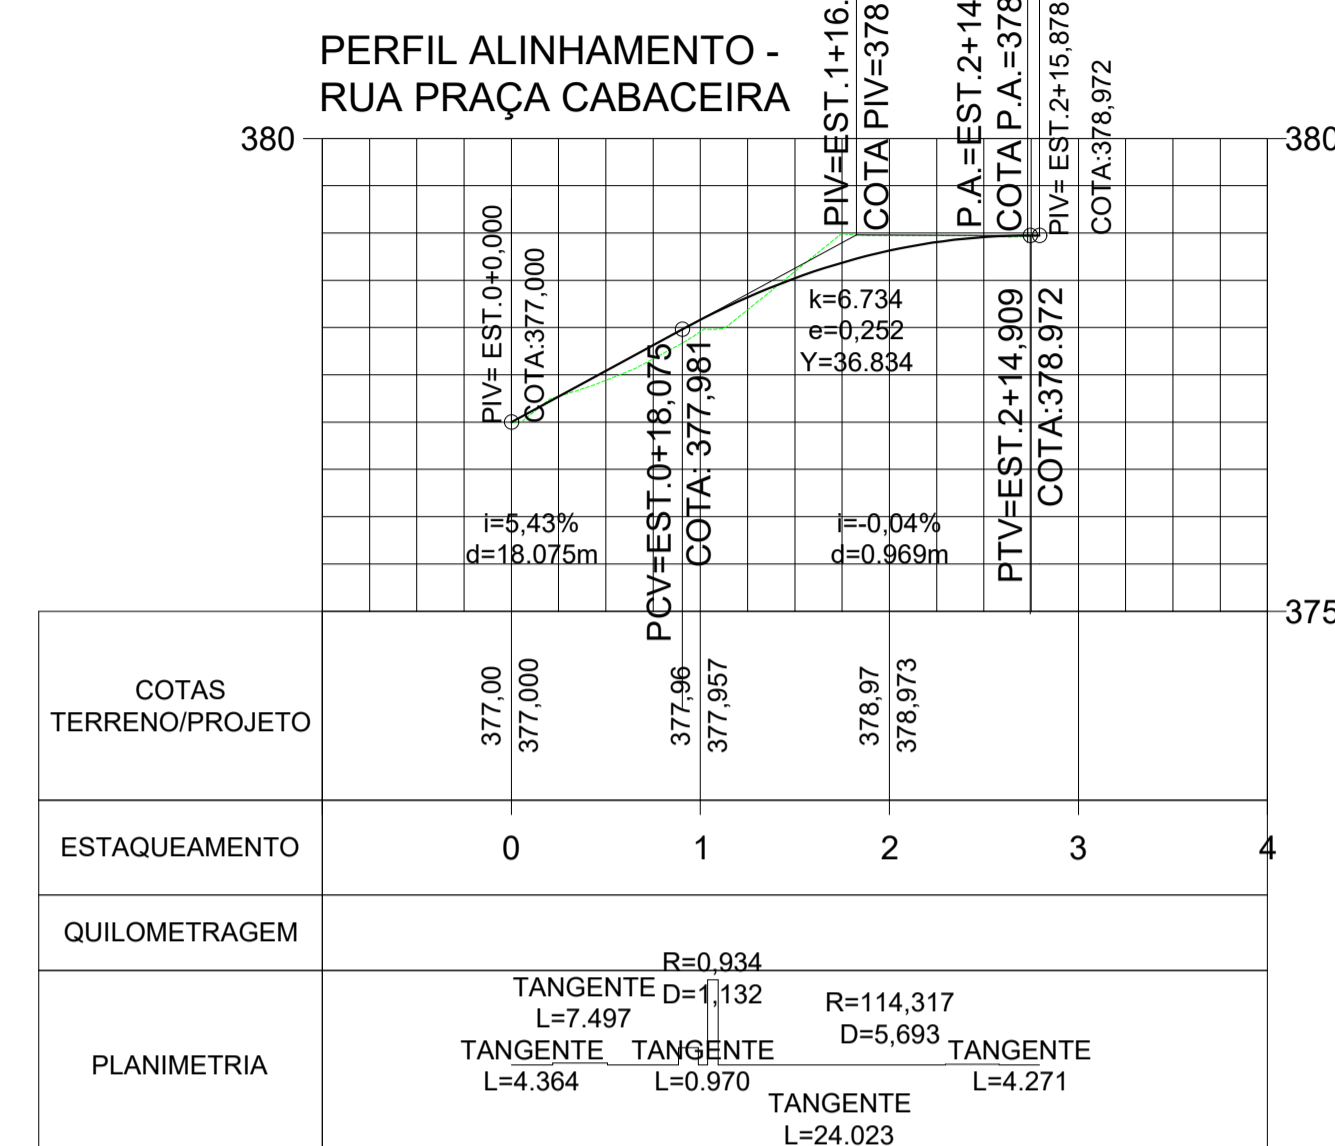 PERFIL ALINHAMENTO -
RUA PRAÇA CABACEIRA
380
380
PIV=EST.1+16.
COTA PIV=378
P.A.=EST.2+14
COTA P.A.=378
PIV= EST.2+15,878
COTA:378,972
PIV= EST.0+0,000
COTA:377,000
k=6.734
e=0,252
Y=36.834
PCV=EST.0+18,075
COTA: 377,981
PTV=EST.2+14,909
COTA:378.972
i=5,43%
d=18.075m
i=-0,04%
d=0.969m
375
COTAS
TERRENO/PROJETO
377,00
377,000
377,96
377,957
378,97
378,973
ESTAQUEAMENTO
0
1
2
3
4
QUILOMETRAGEM
PLANIMETRIA
TANGENTE
L=4.364
TANGENTE
L=7.497
TANGENTE
L=0.970
R=0,934
D=1,132
TANGENTE
L=24.023
R=114,317
D=5,693
TANGENTE
L=4.271